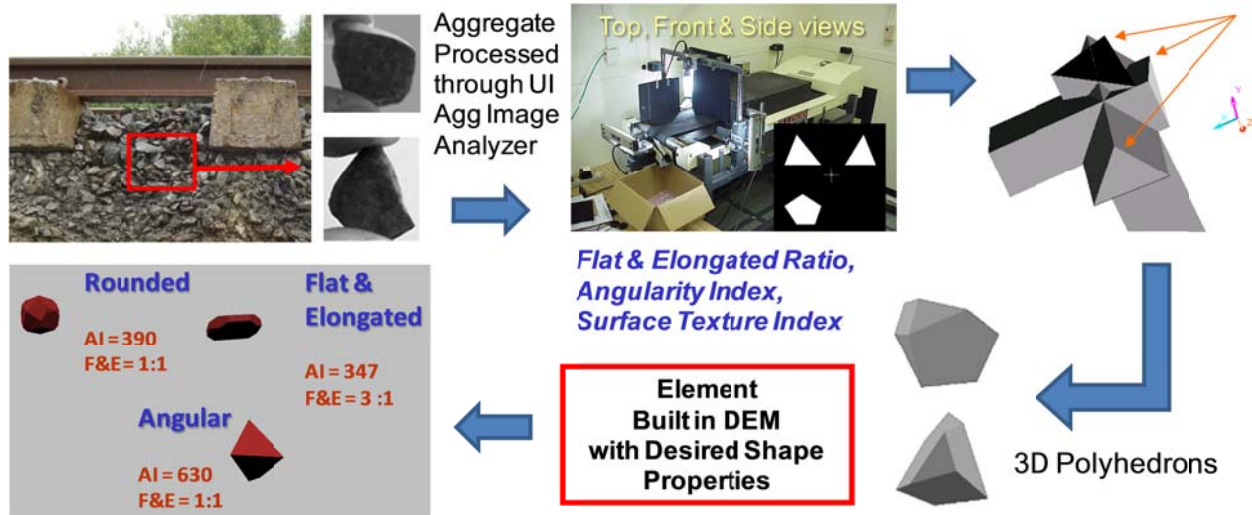 Aggregate
Processed
through UI
Agg Image
Analyzer
Top, Front & Side views
Y
X
Z
Flat & Elongated Ratio,
Angularity Index,
Surface Texture Index
3D Polyhedrons
Element
Built in DEM
with Desired Shape
Properties
Rounded
AI = 390
F&E= 1:1
Flat &
Elongated
AI = 347
F&E= 3 :1
Angular
AI = 630
F&E= 1:1